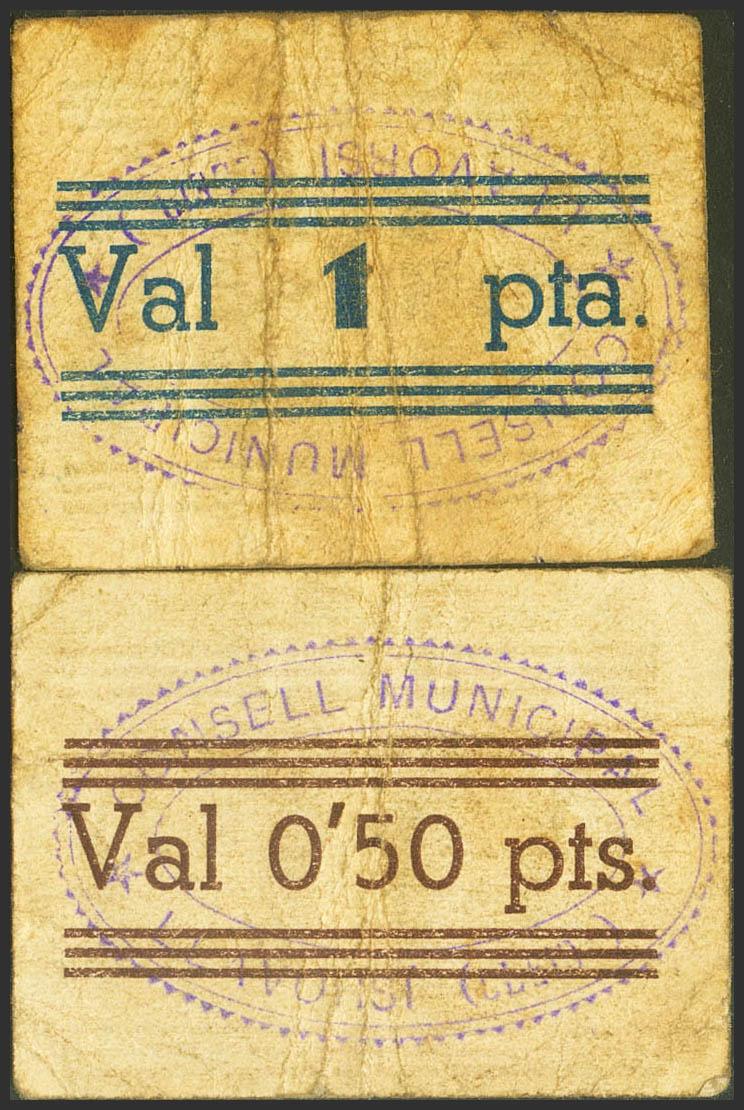 Val 1 pta.
CONSELL MUNICIPAL
Val 0'50 pts.
CONSELL MUNICIPAL